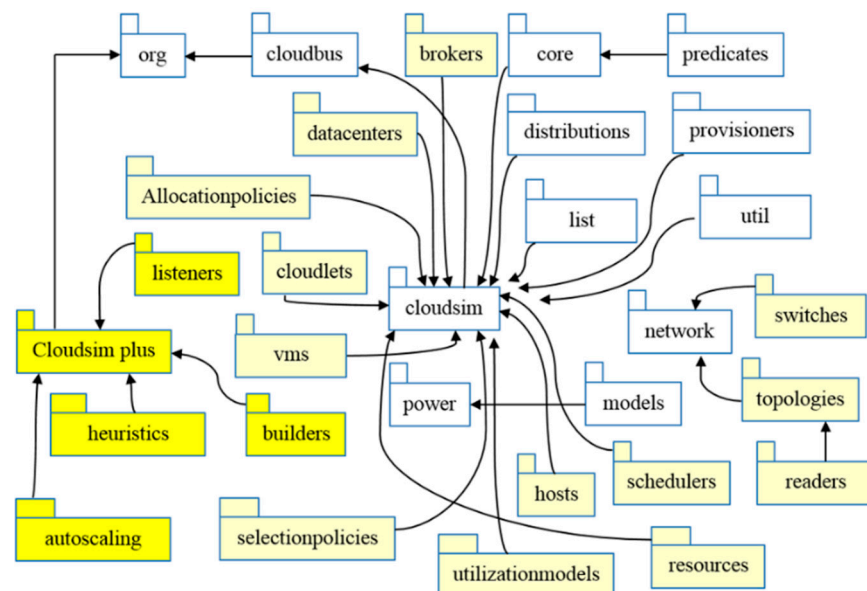 org
cloudbus
brokers
core
predicates
datacenters
distributions
provisioners
Allocationpolicies
list
util
listeners
cloudlets
cloudsim
switches
network
Cloudsim plus
vms
power
models
topologies
heuristics
builders
hosts
schedulers
readers
autoscaling
selectionpolicies
utilizationmodels
resources